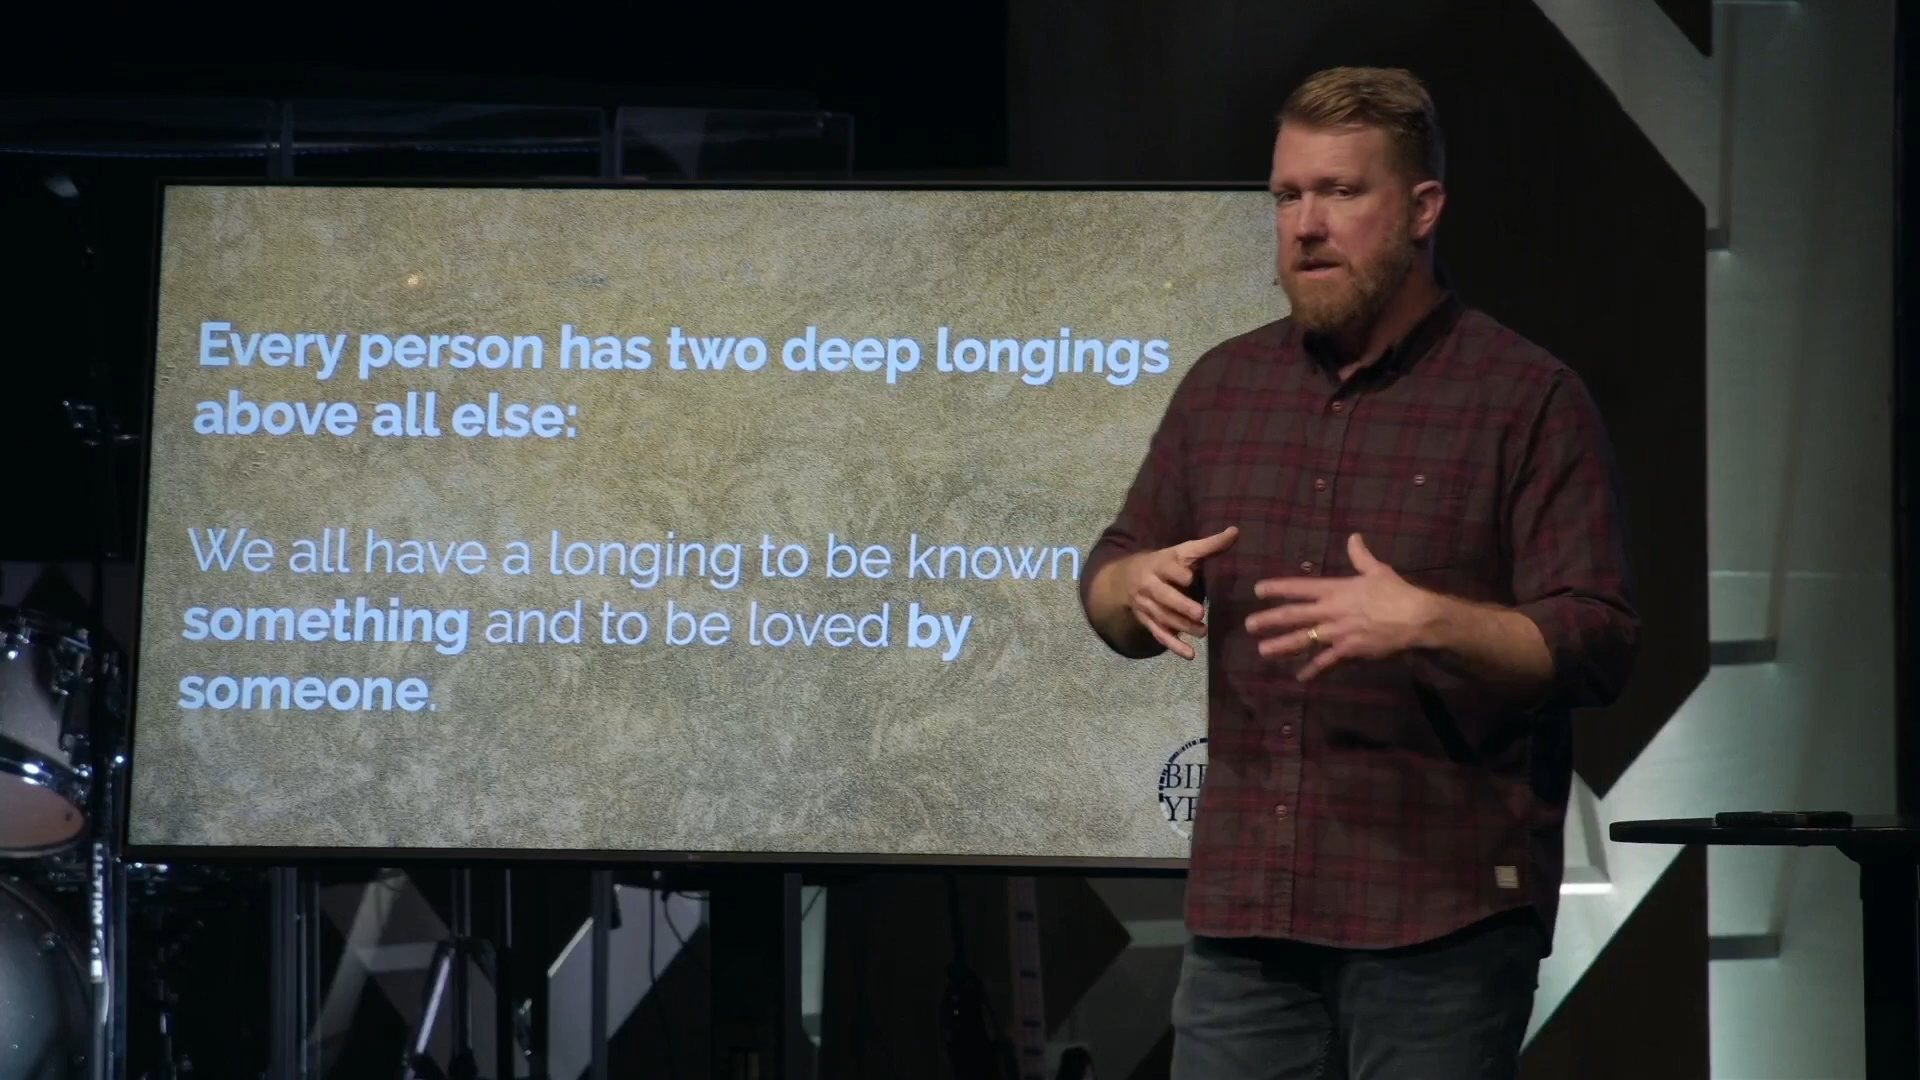 Every person has two deep longings
above all else:
We all have a longing to be known
something and to be loved by
someone.